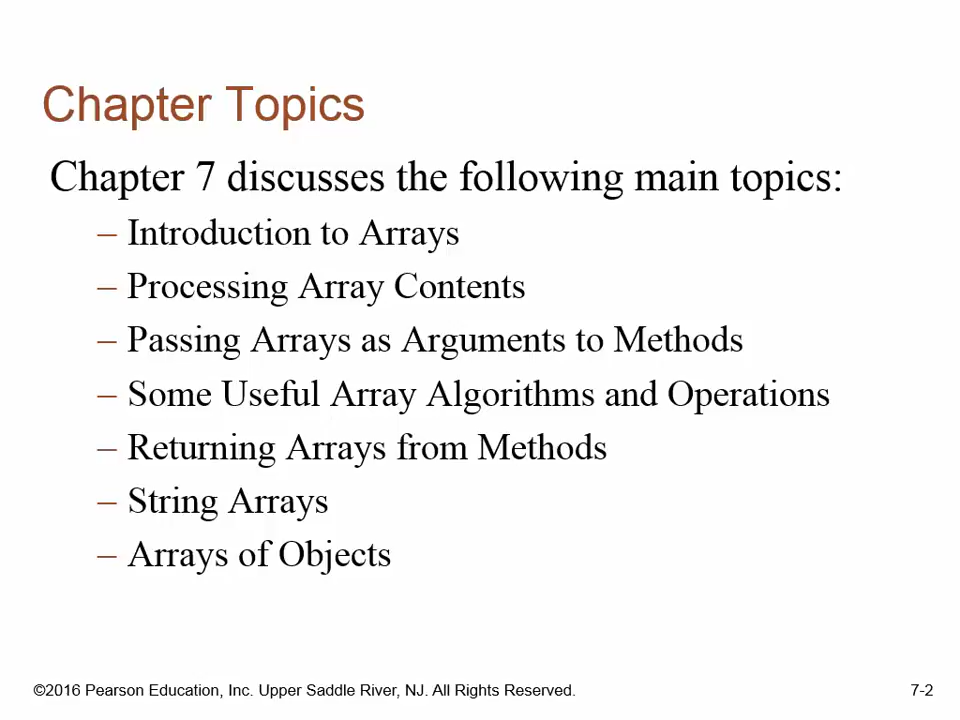 Chapter Topics
Chapter 7 discusses the following main topics:
– Introduction to Arrays
– Processing Array Contents
– Passing Arrays as Arguments to Methods
– Some Useful Array Algorithms and Operations
– Returning Arrays from Methods
– String Arrays
– Arrays of Objects
©2016 Pearson Education, Inc. Upper Saddle River, NJ. All Rights Reserved.
7-2